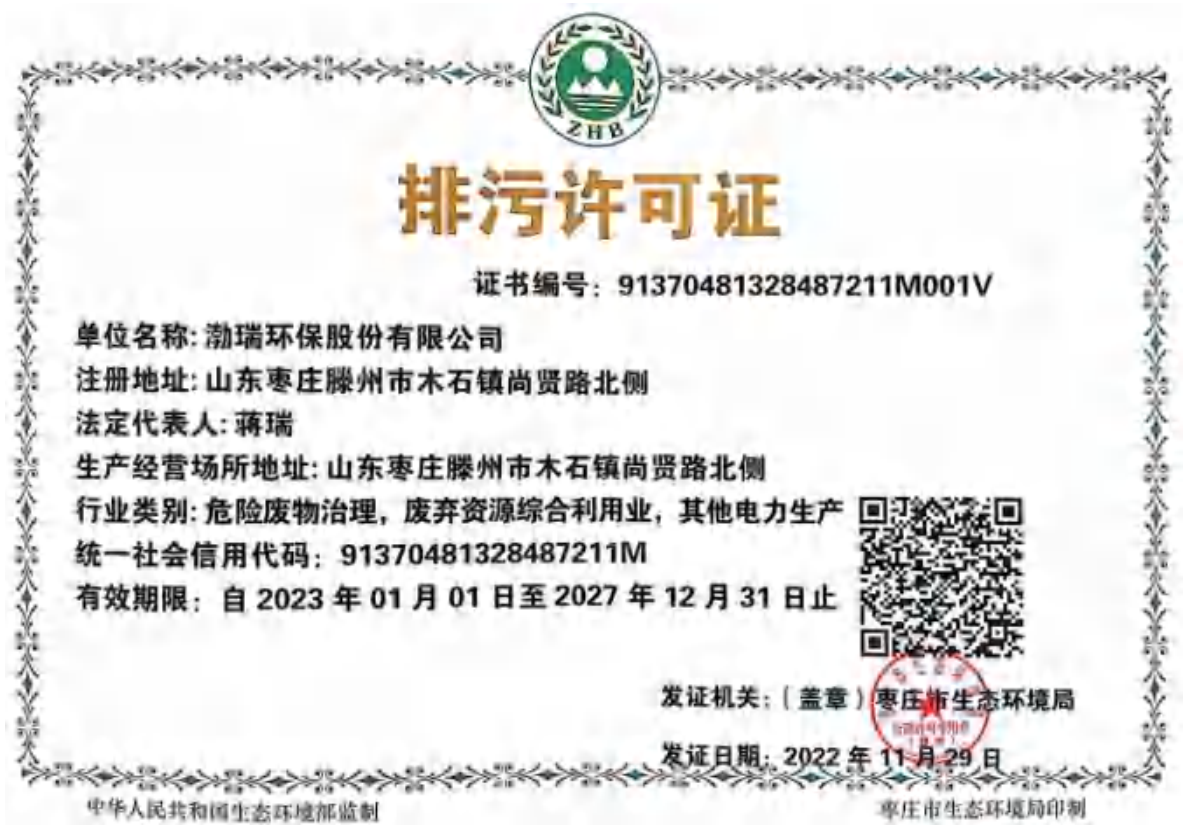 ZHB
排污许可证
证书编号：91370481328487211M001V
单位名称：渤瑞环保股份有限公司
注册地址：山东枣庄滕州市木石镇尚贤路北侧
法定代表人：蒋瑞
生产经营场所地址：山东枣庄滕州市木石镇尚贤路北侧
行业类别：危险废物治理，废弃资源综合利用业，其他电力生产
统一社会信用代码：91370481328487211M
有效期限：自 2023 年 01 月 01 日至 2027 年 12 月 31 日止
发证机关：（盖章）枣庄市生态环境局
发证日期：2022 年 11 月 29 日
中华人民共和国生态环境部监制
枣庄市生态环境局印制